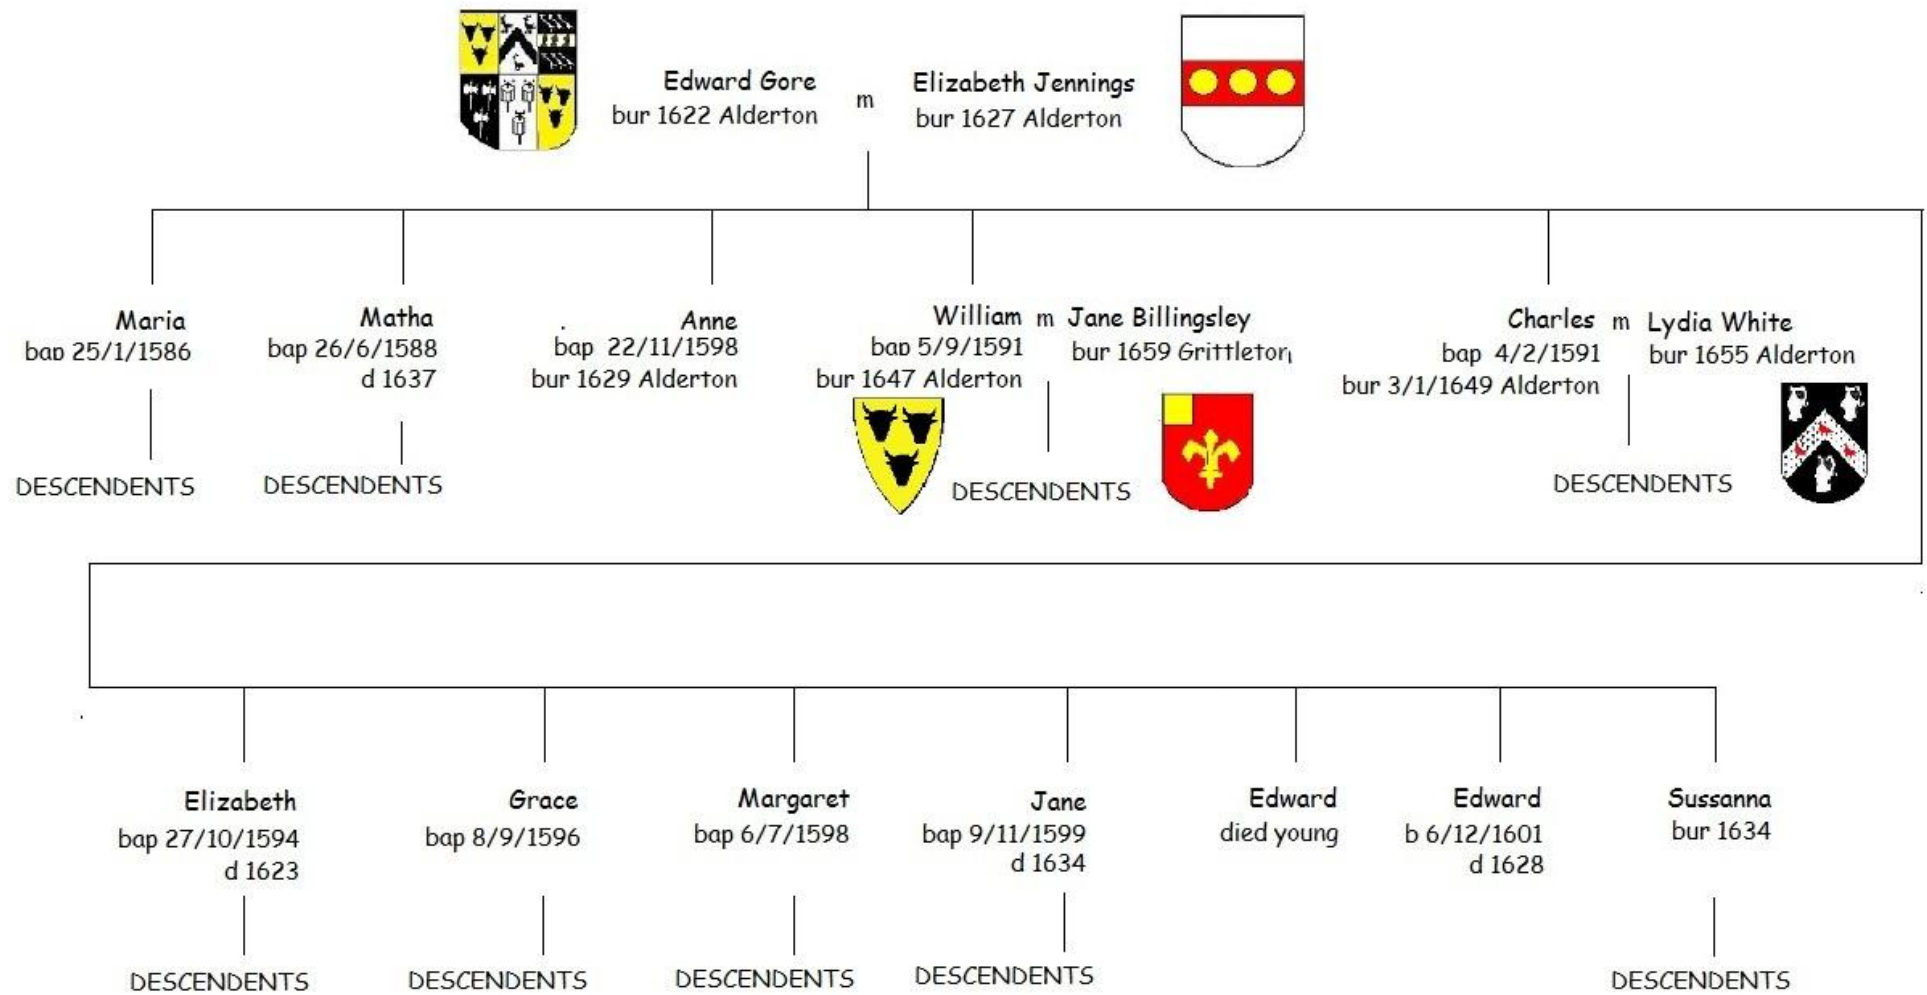 Edward Gore
bur 1622 Alderton
m
Elizabeth Jennings
bur 1627 Alderton
Maria
bap 25/1/1586
DESCENDENTS
Matha
bap 26/6/1588
d 1637
DESCENDENTS
Anne
bap 22/11/1598
bur 1629 Alderton
William m Jane Billingsley
bap 5/9/1591
bur 1647 Alderton
bur 1659 Grittleton
DESCENDENTS
Charles m Lydia White
bap 4/2/1591
bur 3/1/1649 Alderton
bur 1655 Alderton
DESCENDENTS
Elizabeth
bap 27/10/1594
d 1623
DESCENDENTS
Grace
bap 8/9/1596
DESCENDENTS
Margaret
bap 6/7/1598
DESCENDENTS
Jane
bap 9/11/1599
d 1634
DESCENDENTS
Edward
died young
Edward
b 6/12/1601
d 1628
Sussanna
bur 1634
DESCENDENTS